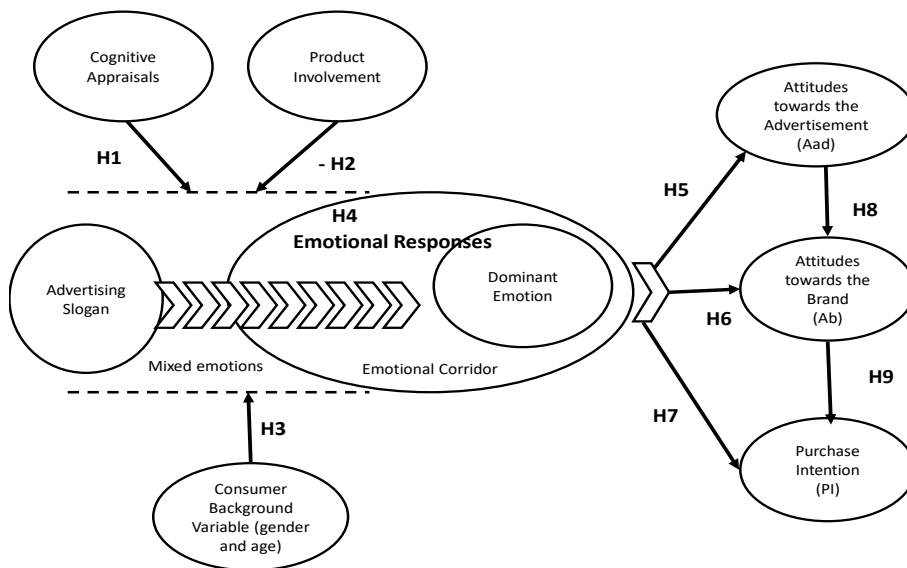 Cognitive
Appraisals
Product
Involvement
H1
- H2
Attitudes
towards the
Advertisement
(Aad)
H4
Emotional Responses
H5
H8
Advertising
Slogan
Dominant
Emotion
Attitudes
towards the
Brand
(Ab)
H6
Mixed emotions
Emotional Corridor
H7
H9
H3
Consumer
Background
Variable (gender
and age)
Purchase
Intention
(PI)